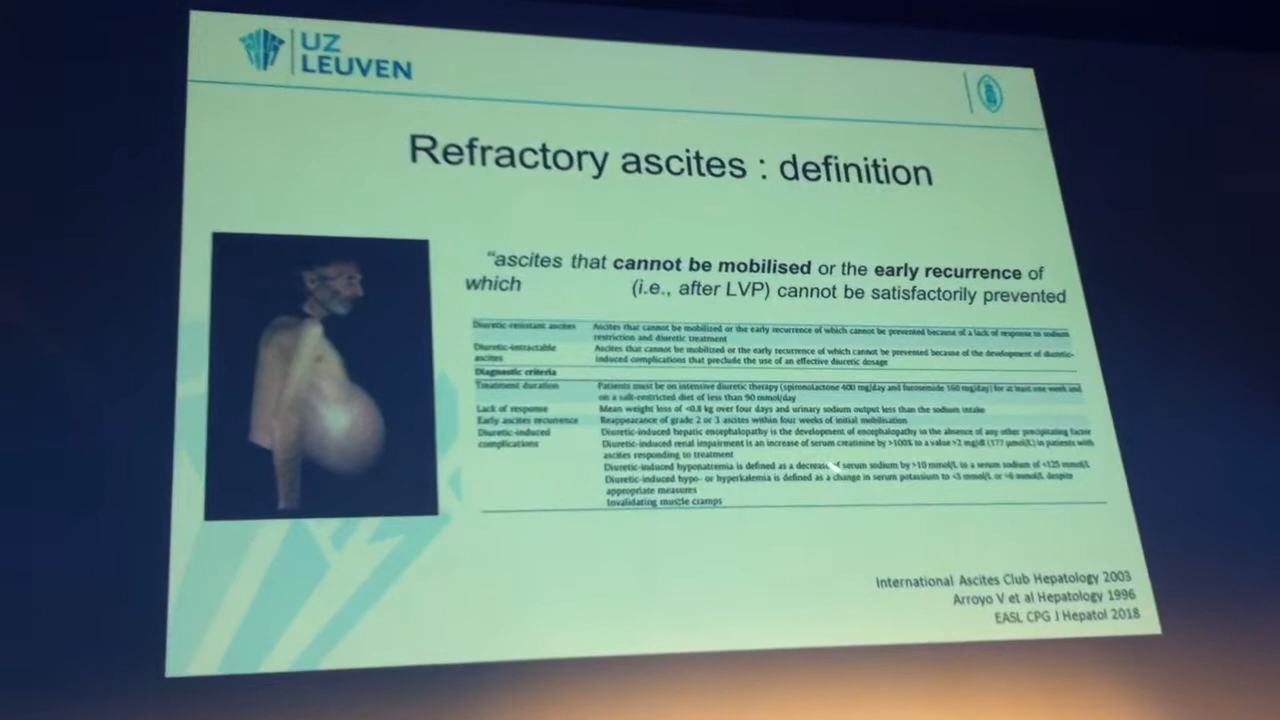 UZ
LEUVEN
Refractory ascites : definition
“ascites that cannot be mobilised or the early recurrence of
which (i.e., after LVP) cannot be satisfactorily prevented
Diuretic-resistant ascites Ascites that cannot be mobilized or the early recurrence of which cannot be prevented because of a lack of response to sodium
restriction and diuretic treatment
Diuretic-intractable Ascites that cannot be mobilized or the early recurrence of which cannot be prevented because of the development of diuretic-
ascites induced complications that preclude the use of an effective diuretic dosage
Diagnostic criteria
Treatment duration Patients must be on intensive diuretic therapy (spironolactone 400 mg/day and furosemide 160 mg/day) for at least one week and
on a salt-restricted diet of less than 90 mmol/day
Lack of response Mean weight loss of <0.8 kg over four days and urinary sodium output less than the sodium intake
Early ascites recurrence Reappearance of grade 2 or 3 ascites within four weeks of initial mobilisation
Diuretic-induced Diuretic-induced hepatic encephalopathy is the development of encephalopathy in the absence of any other precipitating factor
complications Diuretic-induced renal impairment is an increase of serum creatinine by >100% to a value >2 mg/dl (177 µmol/L) in patients with
ascites responding to treatment
Diuretic-induced hyponatremia is defined as a decrease of serum sodium by >10 mmol/L to a serum sodium of <125 mmol/L
Diuretic-induced hypo- or hyperkalemia is defined as a change in serum potassium to <3 mmol/L or >6 mmol/L despite
appropriate measures
Invalidating muscle cramps
International Ascites Club Hepatology 2003
Arroyo V et al Hepatology 1996
EASL CPG J Hepatol 2018